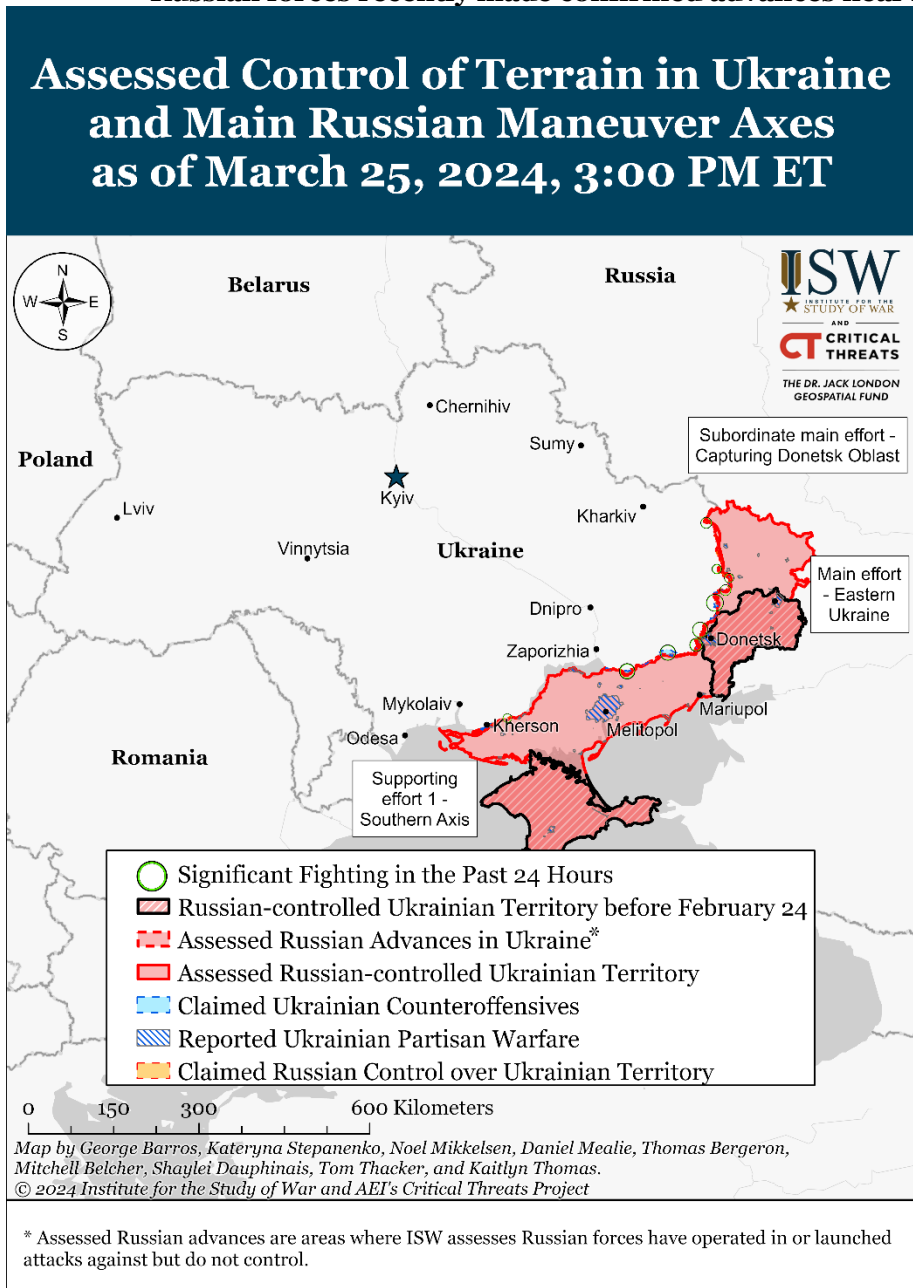 Russian forces recently made confirmed advances near
Assessed Control of Terrain in Ukraine
and Main Russian Maneuver Axes
as of March 25, 2024, 3:00 PM ET
N
W
E
S
Belarus
Russia
ISW
INSTITUTE FOR THE
STUDY OF WAR
AND
CT CRITICAL
THREATS
THE DR. JACK LONDON
GEOSPATIAL FUND
Chernihiv
Sumy
Subordinate main effort -
Capturing Donetsk Oblast
Poland
Kyiv
Lviv
Kharkiv
Vinnytsia
Ukraine
Main effort
- Eastern
Ukraine
Dnipro
Donetsk
Zaporizhia
Mykolaiv
Mariupol
Kherson
Melitopol
Odesa
Romania
Supporting
effort 1 -
Southern Axis
Significant Fighting in the Past 24 Hours
Russian-controlled Ukrainian Territory before February 24
Assessed Russian Advances in Ukraine*
Assessed Russian-controlled Ukrainian Territory
Claimed Ukrainian Counteroffensives
Reported Ukrainian Partisan Warfare
Claimed Russian Control over Ukrainian Territory
0 150 300 600 Kilometers
Map by George Barros, Kateryna Stepanenko, Noel Mikkelsen, Daniel Mealie, Thomas Bergeron,
Mitchell Belcher, Shaylei Dauphinais, Tom Thacker, and Kaitlyn Thomas.
© 2024 Institute for the Study of War and AEI's Critical Threats Project
* Assessed Russian advances are areas where ISW assesses Russian forces have operated in or launched
attacks against but do not control.